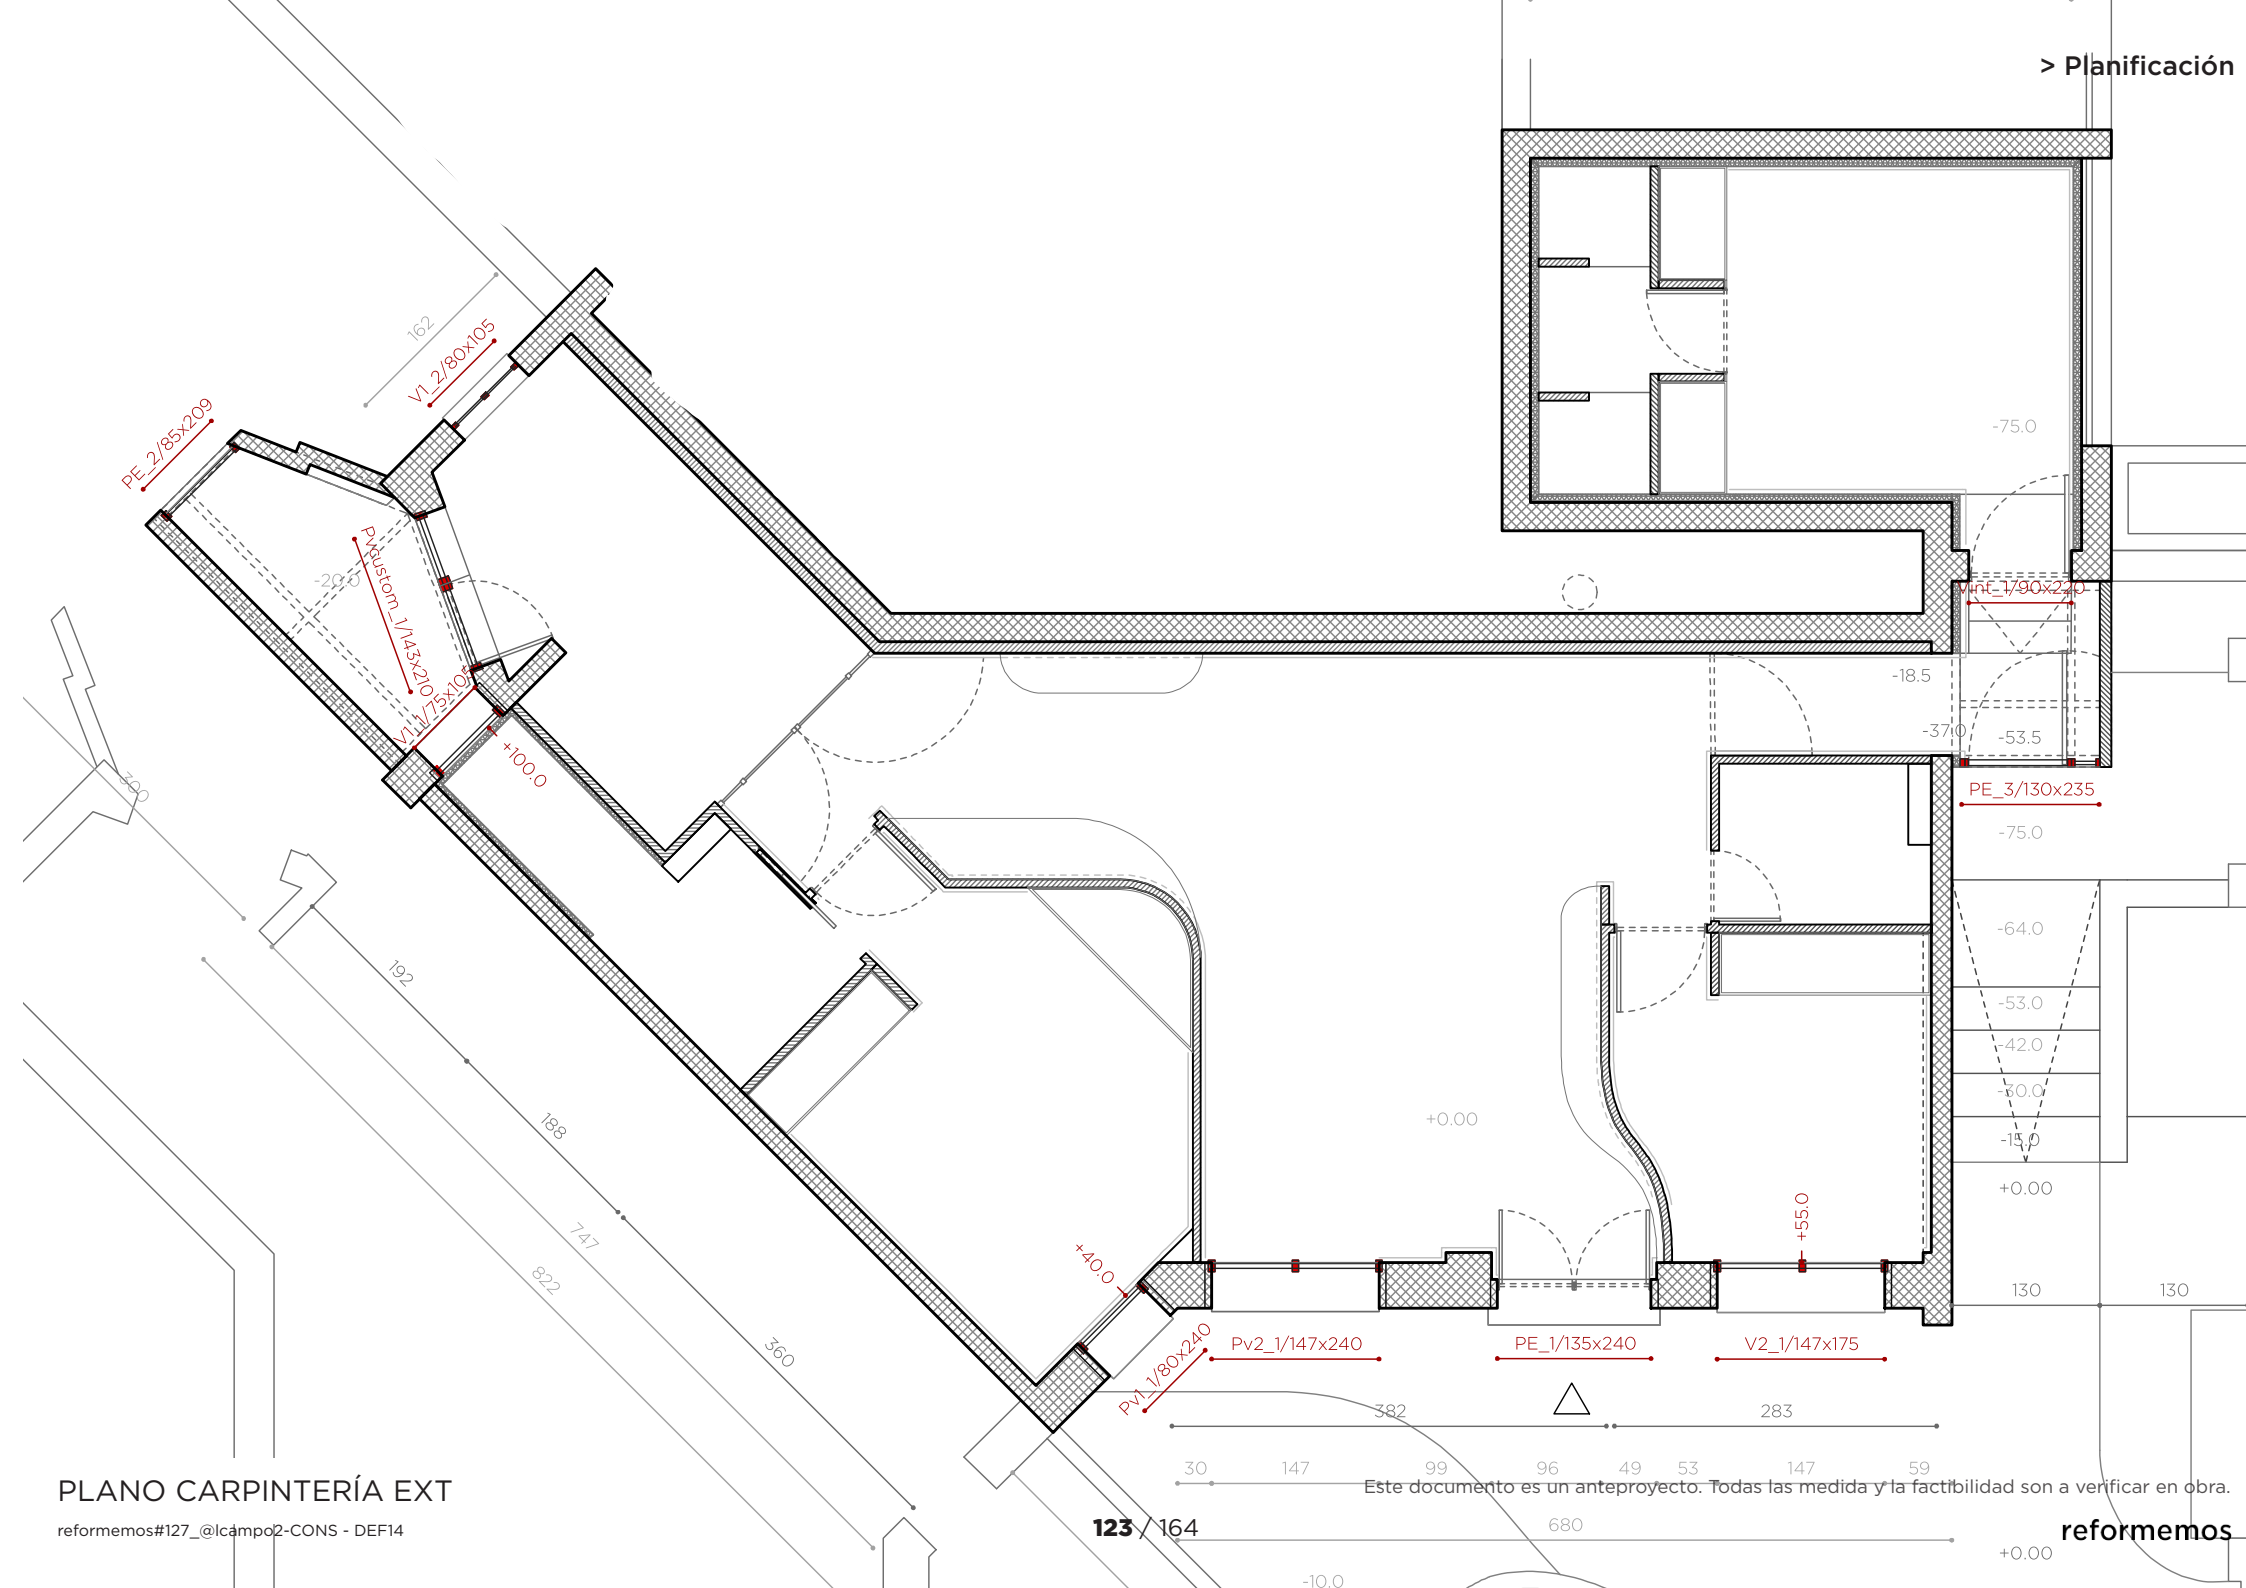 > Planificación
162
V1_2/80x105
PE_2/85x209
Pvcustom_1/143x210
-20.0
V1_1/75x105
+100.0
300
192
188
360
747
822
-75.0
Vint_1/90x220
-18.5
-37.0
-53.5
PE_3/130x235
-75.0
-64.0
-53.0
-42.0
-30.0
-15.0
+0.00
+0.00
+55.0
+40.0
130
130
Pv1_1/80x240
Pv2_1/147x240
PE_1/135x240
V2_1/147x175
382
283
30
147
99
96
49
53
147
59
680
-10.0
+0.00
PLANO CARPINTERÍA EXT
Este documento es un anteproyecto. Todas las medida y la factibilidad son a verificar en obra.
reformemos#127_@lcampo2-CONS - DEF14
123 / 164
reformemos